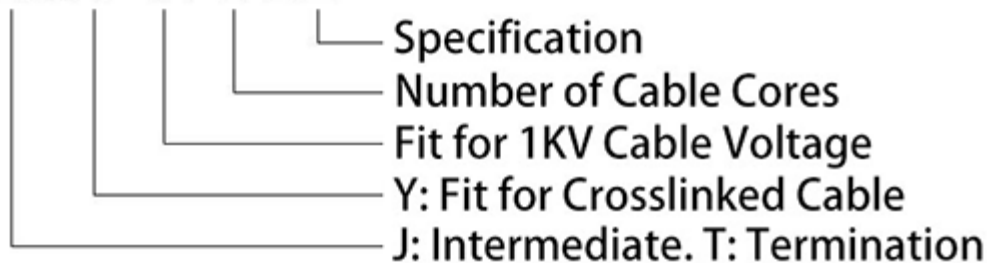 Specification
Number of Cable Cores
Fit for 1KV Cable Voltage
Y: Fit for Crosslinked Cable
J: Intermediate. T: Termination